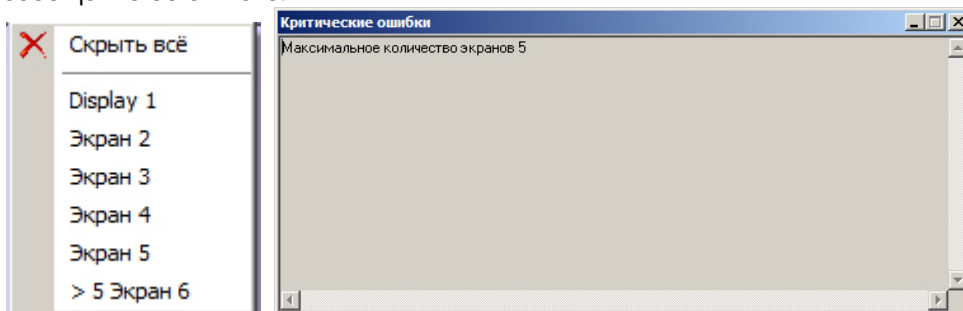 Критические ошибки
Максимальное количество экранов 5
Скрыть всё
Display 1
Экран 2
Экран 3
Экран 4
Экран 5
> 5 Экран 6